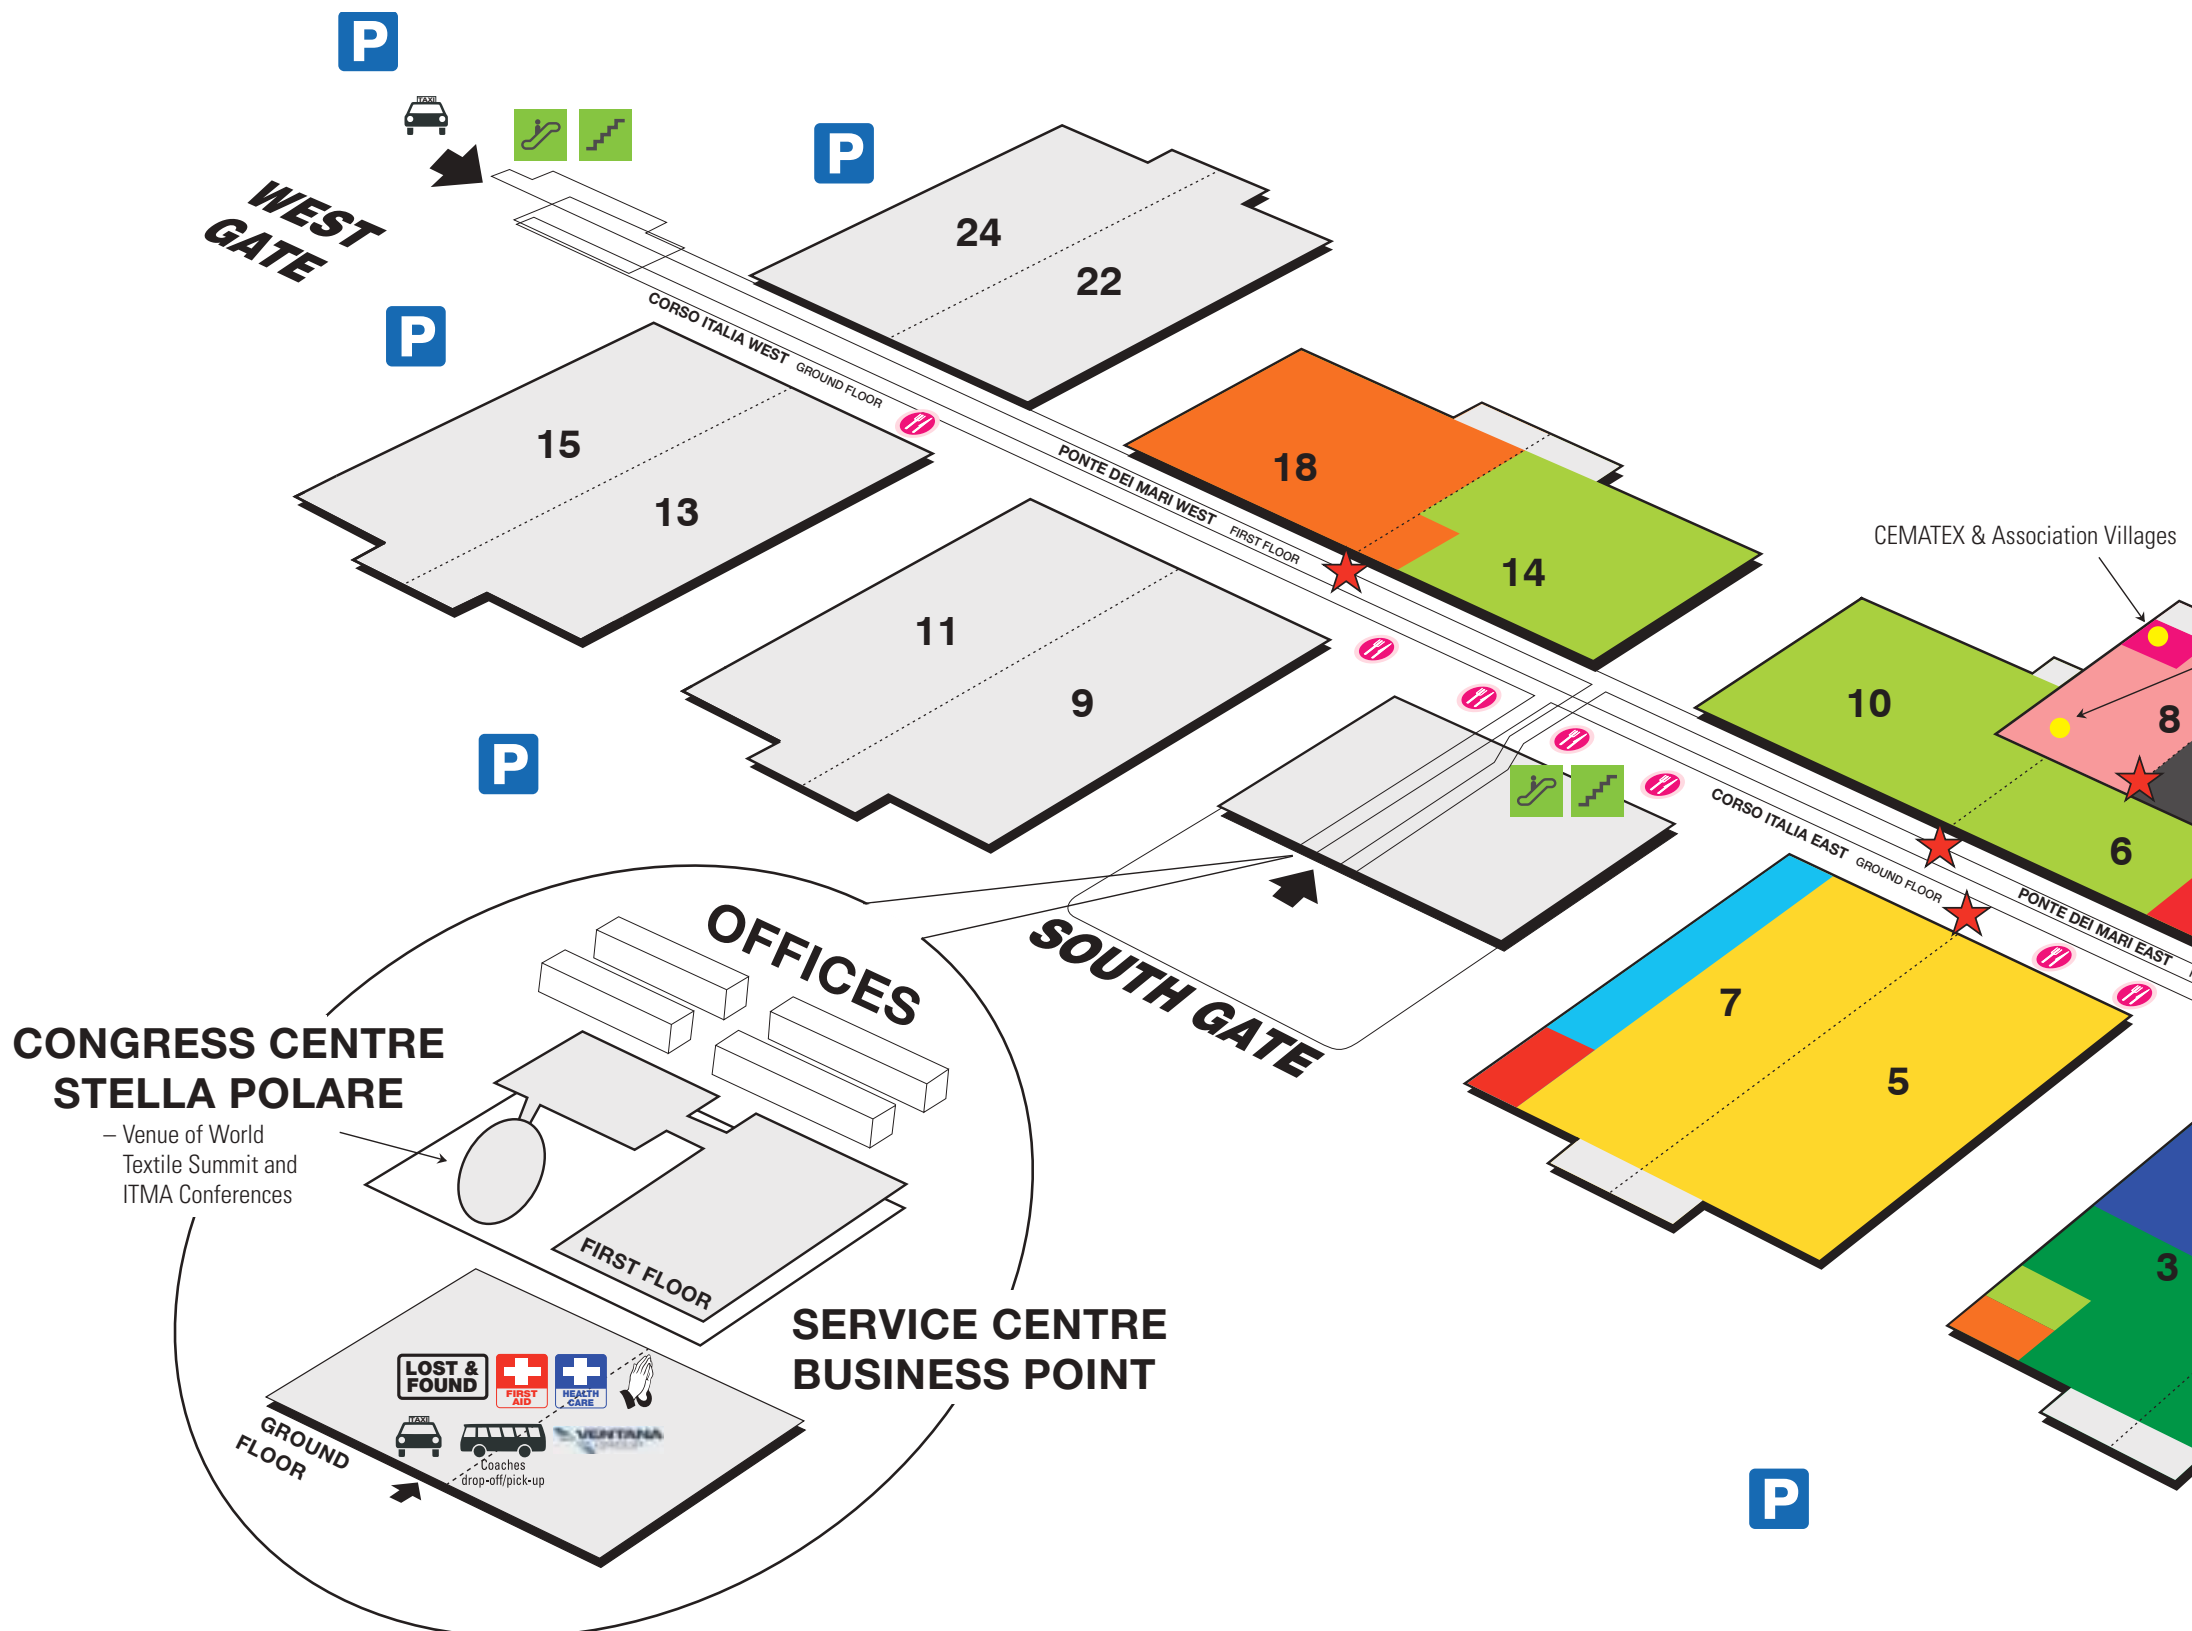 P
TAXI
WEST
GATE
P
24
22
P
CORSO ITALIA WEST GROUND FLOOR
15
13
PONTE DEI MARI WEST FIRST FLOOR
18
14
11
9
CEMATEX & Association Villages
10
8
6
P
CORSO ITALIA EAST GROUND FLOOR
PONTE DEI MARI EAST
7
5
3
SOUTH GATE
OFFICES
CONGRESS CENTRE
STELLA POLARE
– Venue of World
Textile Summit and
ITMA Conferences
FIRST FLOOR
SERVICE CENTRE
BUSINESS POINT
LOST &
FOUND
FIRST
AID
HEALTH
CARE
TAXI
VENTANA
GROUP
Coaches
drop-off/pick-up
GROUND
FLOOR
P